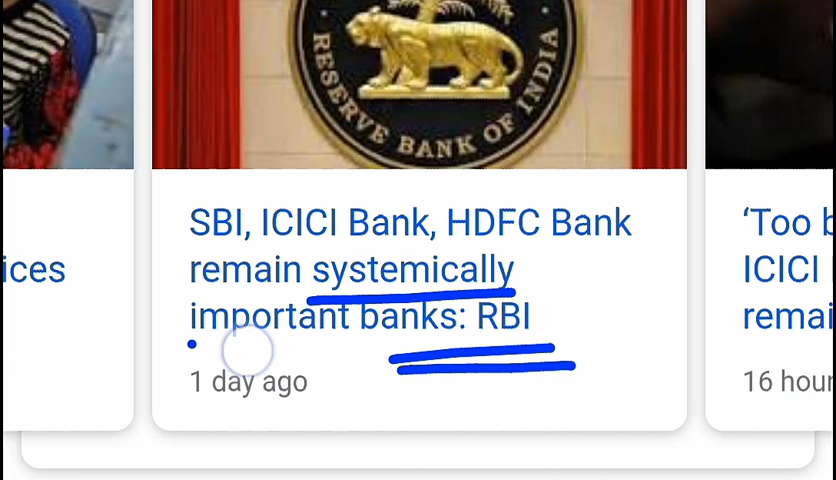 RESERVE BANK OF INDIA
SBI, ICICI Bank, HDFC Bank
remain systemically
important banks: RBI
1 day ago
ices
‘Too b
ICICI
remai
16 hour